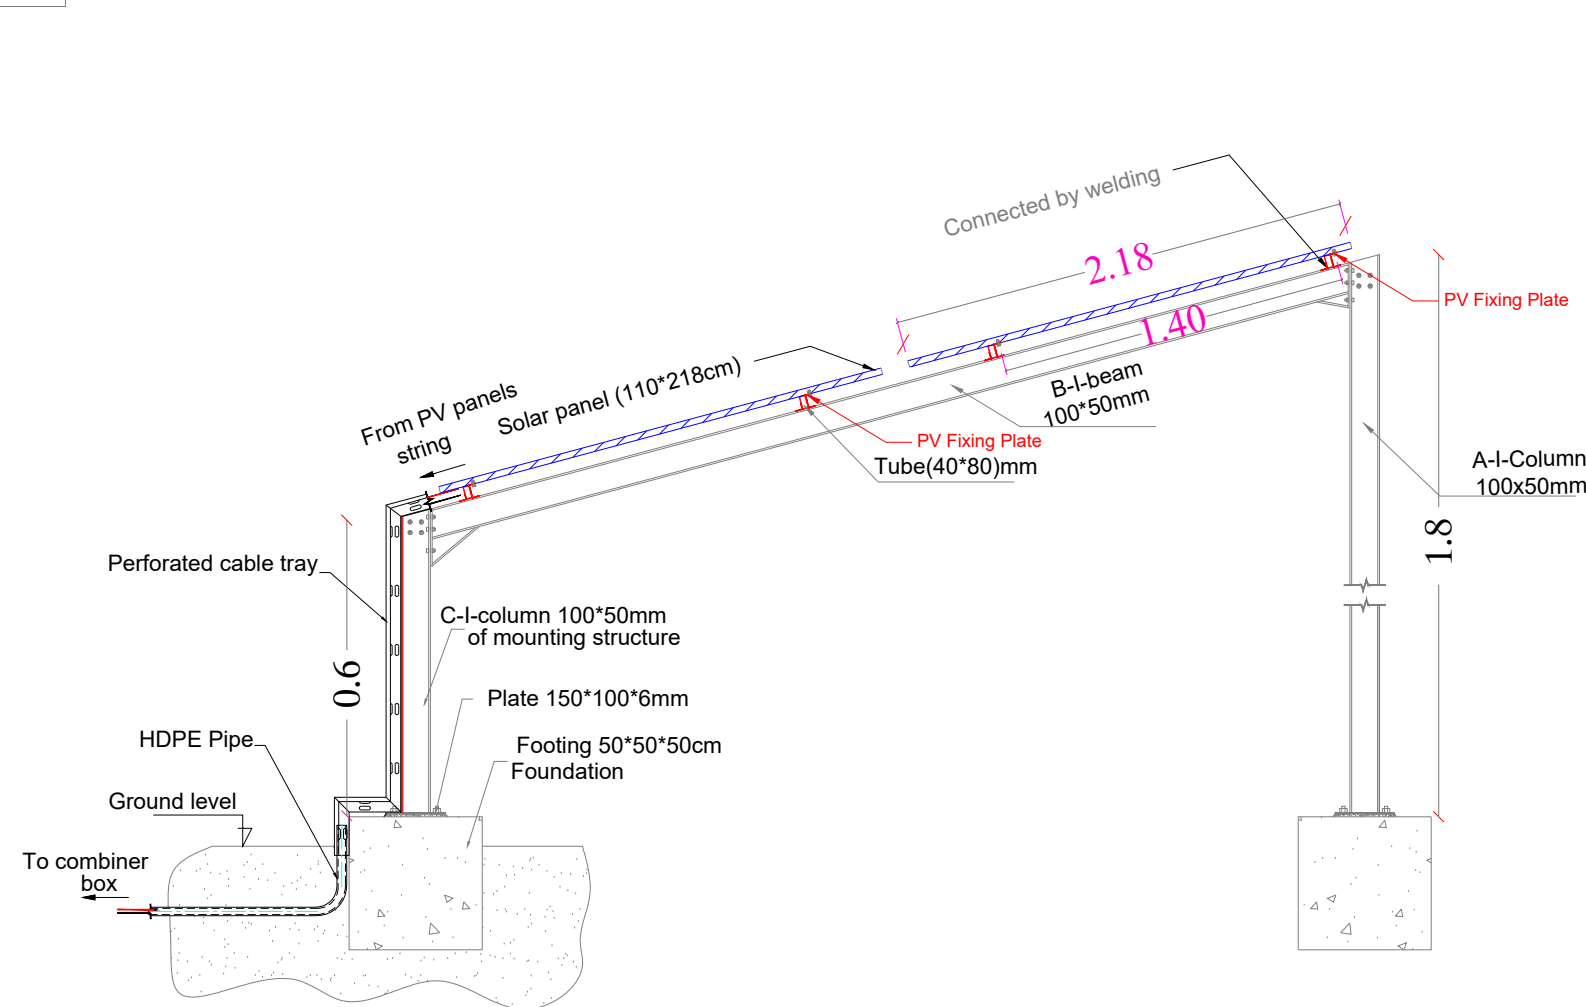 Connected by welding
2.18
PV Fixing Plate
1.40
From PV panels
string
Solar panel (110*218cm)
B-I-beam
100*50mm
PV Fixing Plate
Tube(40*80)mm
A-I-Column
100x50mm
1.8
Perforated cable tray
C-I-column 100*50mm
of mounting structure
0.6
Plate 150*100*6mm
HDPE Pipe
Footing 50*50*50cm
Foundation
Ground level
To combiner
box